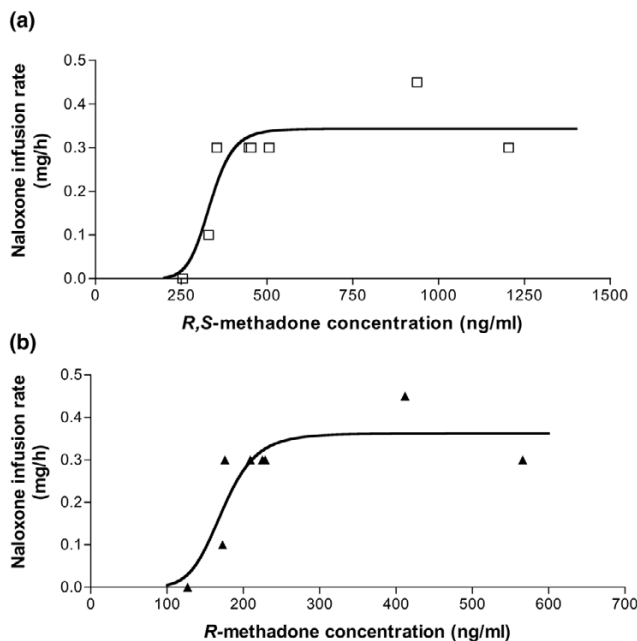 (a)
Naloxone infusion rate
(mg/h)
0.5
0.4
0.3
0.2
0.1
0.0
0 250 500 750 1000 1250 1500
R,S-methadone concentration (ng/ml)
(b)
Naloxone infusion rate
(mg/h)
0.5
0.4
0.3
0.2
0.1
0.0
0 100 200 300 400 500 600 700
R-methadone concentration (ng/ml)